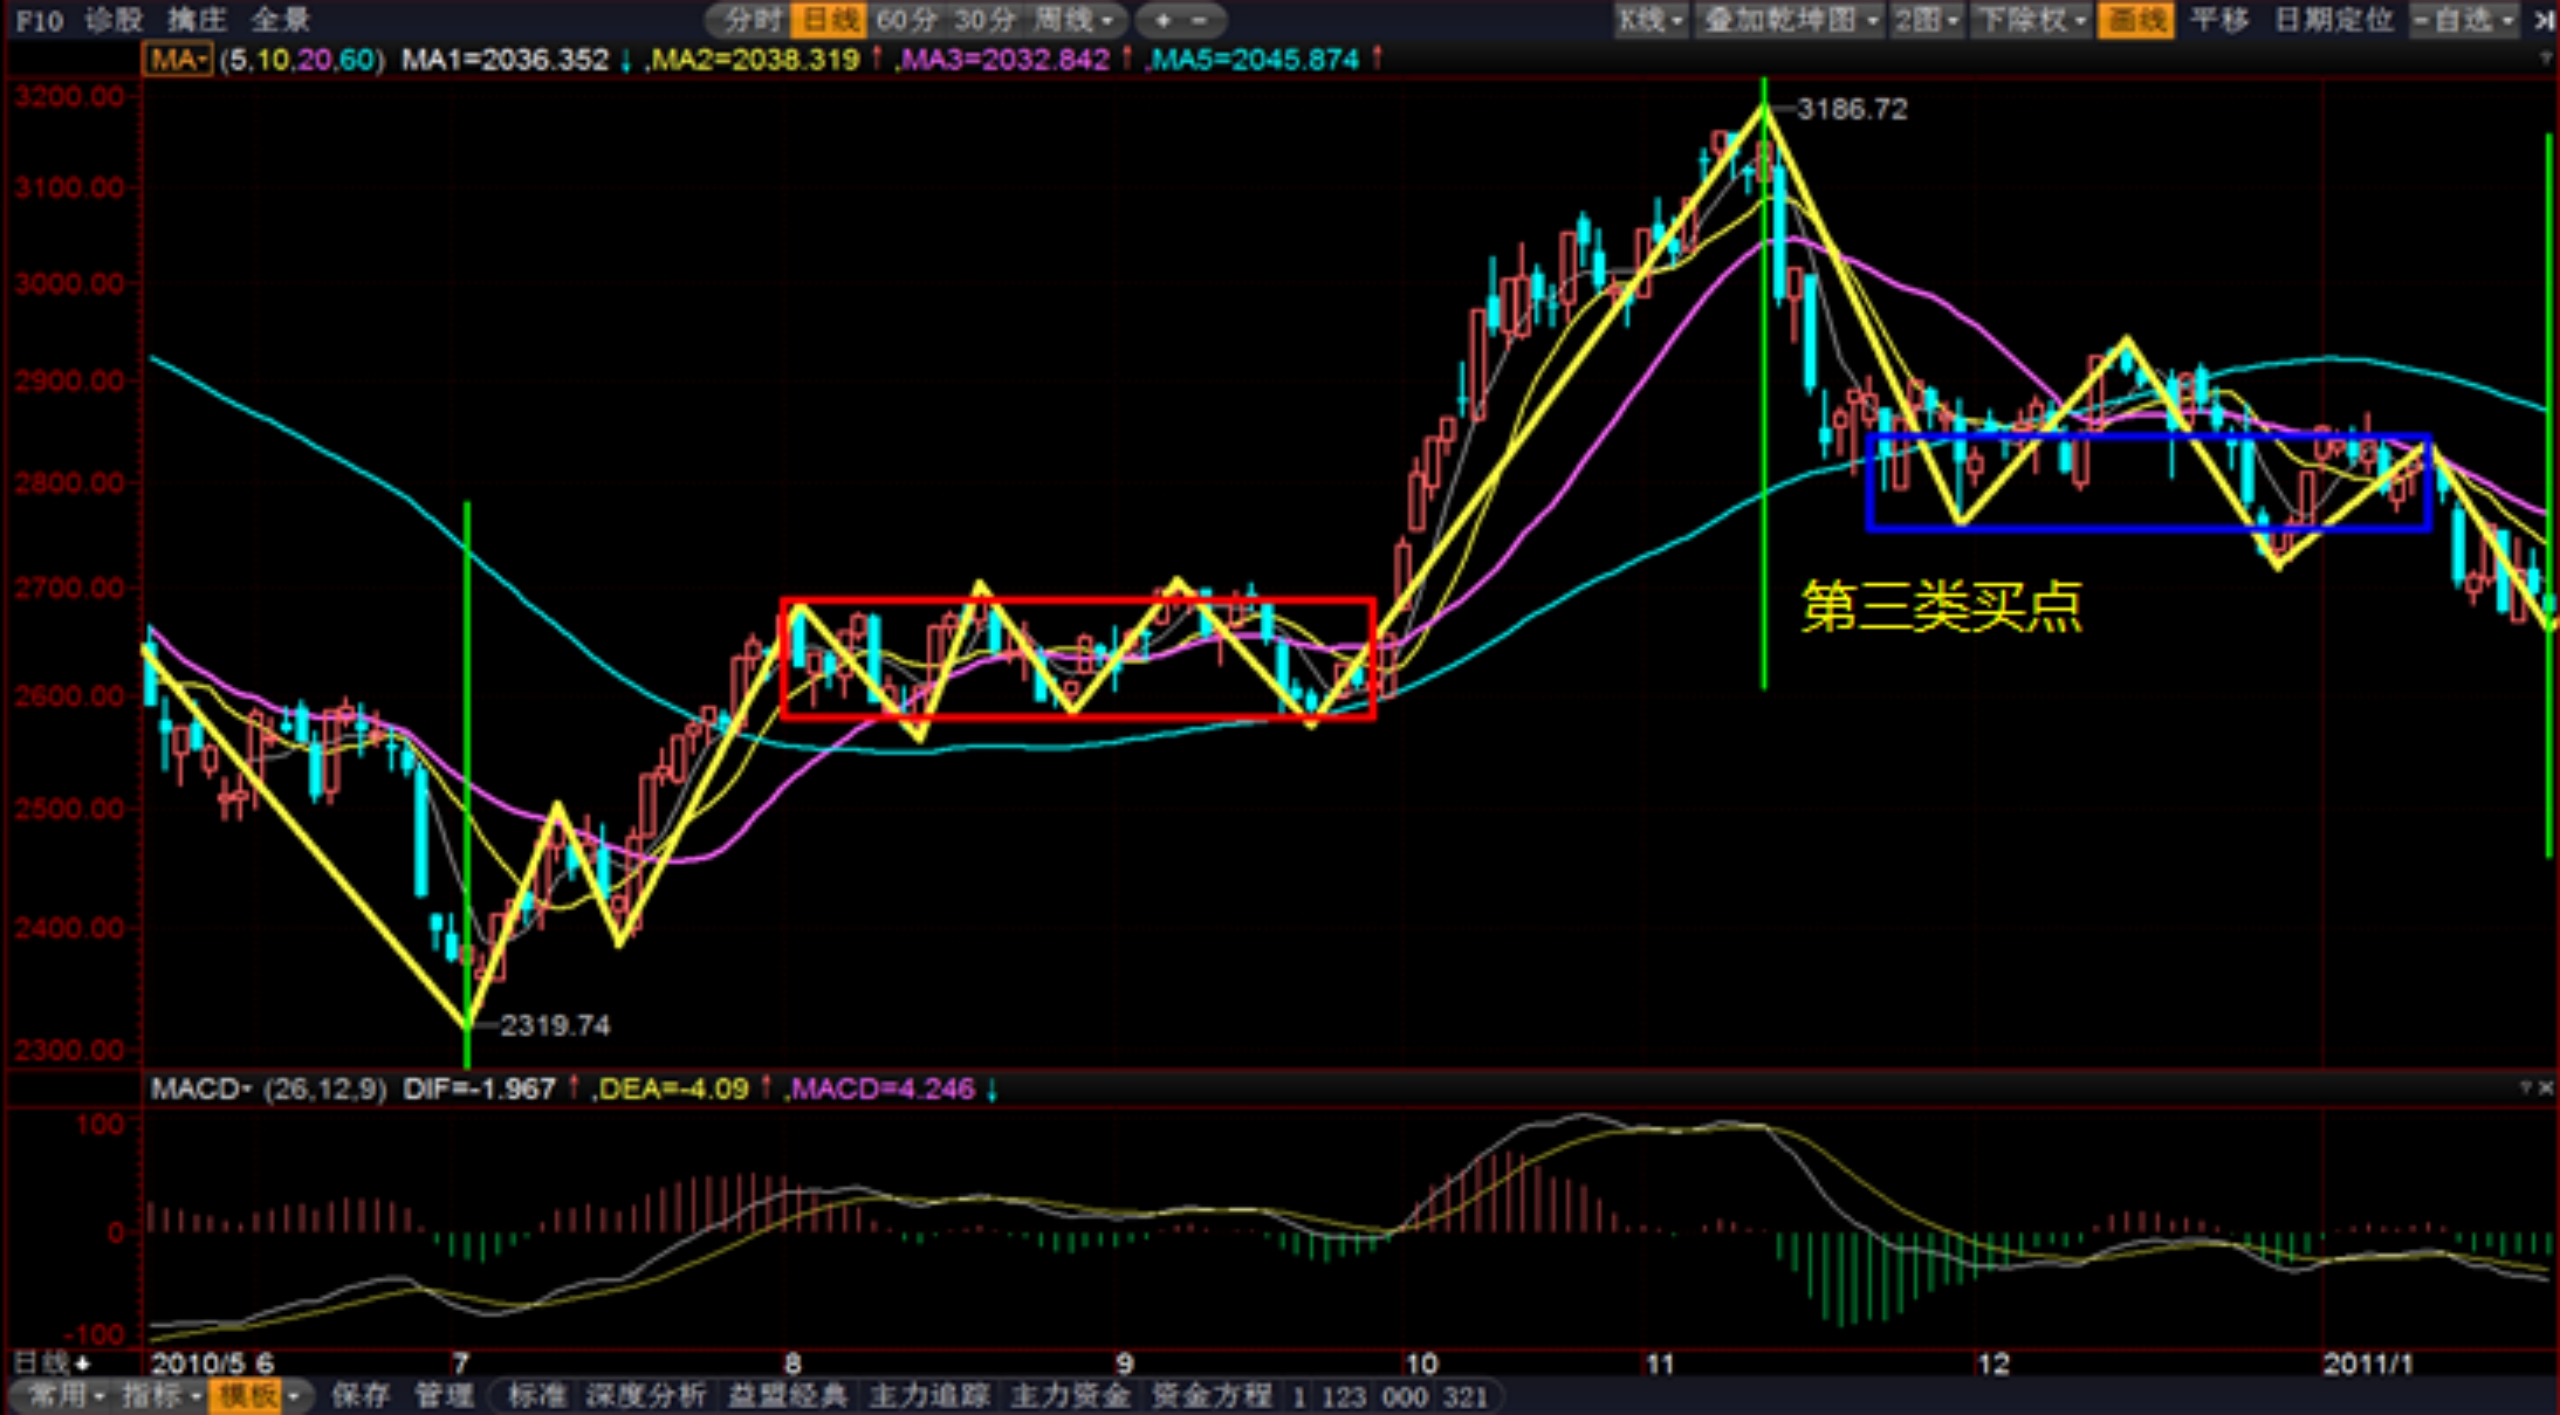 F10 诊股 擒庄 全景 分时 日线 60分 30分 周线 + - K线 叠加乾坤图 2图 下除权 画线 平移 日期定位 -自选
MA (5,10,20,60) MA1=2036.352 ↓ ,MA2=2038.319 ↑ ,MA3=2032.842 ↑ ,MA5=2045.874 ↑
3200.00
3186.72
3100.00
3000.00
2900.00
2800.00
2700.00
第三类买点
2600.00
2500.00
2400.00
2319.74
2300.00
MACD (26,12,9) DIF=-1.967 ↑ ,DEA=-4.09 ↑ ,MACD=4.246 ↓
100
0
-100
日线 2010/5 6 7 8 9 10 11 12 2011/1
常用 指标 模板 保存 管理 标准 深度分析 益盟经典 主力追踪 主力资金 资金方程 1 123 000 321